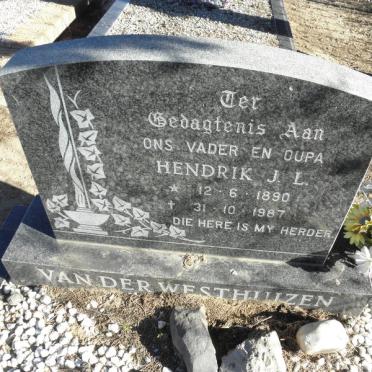 Ter
Gedagtenis Aan
ONS VADER EN OUPA
HENDRIK J. L.
* 12-6-1890
† 31-10-1987
DIE HERE IS MY HERDER
VAN DER WESTHUIZEN